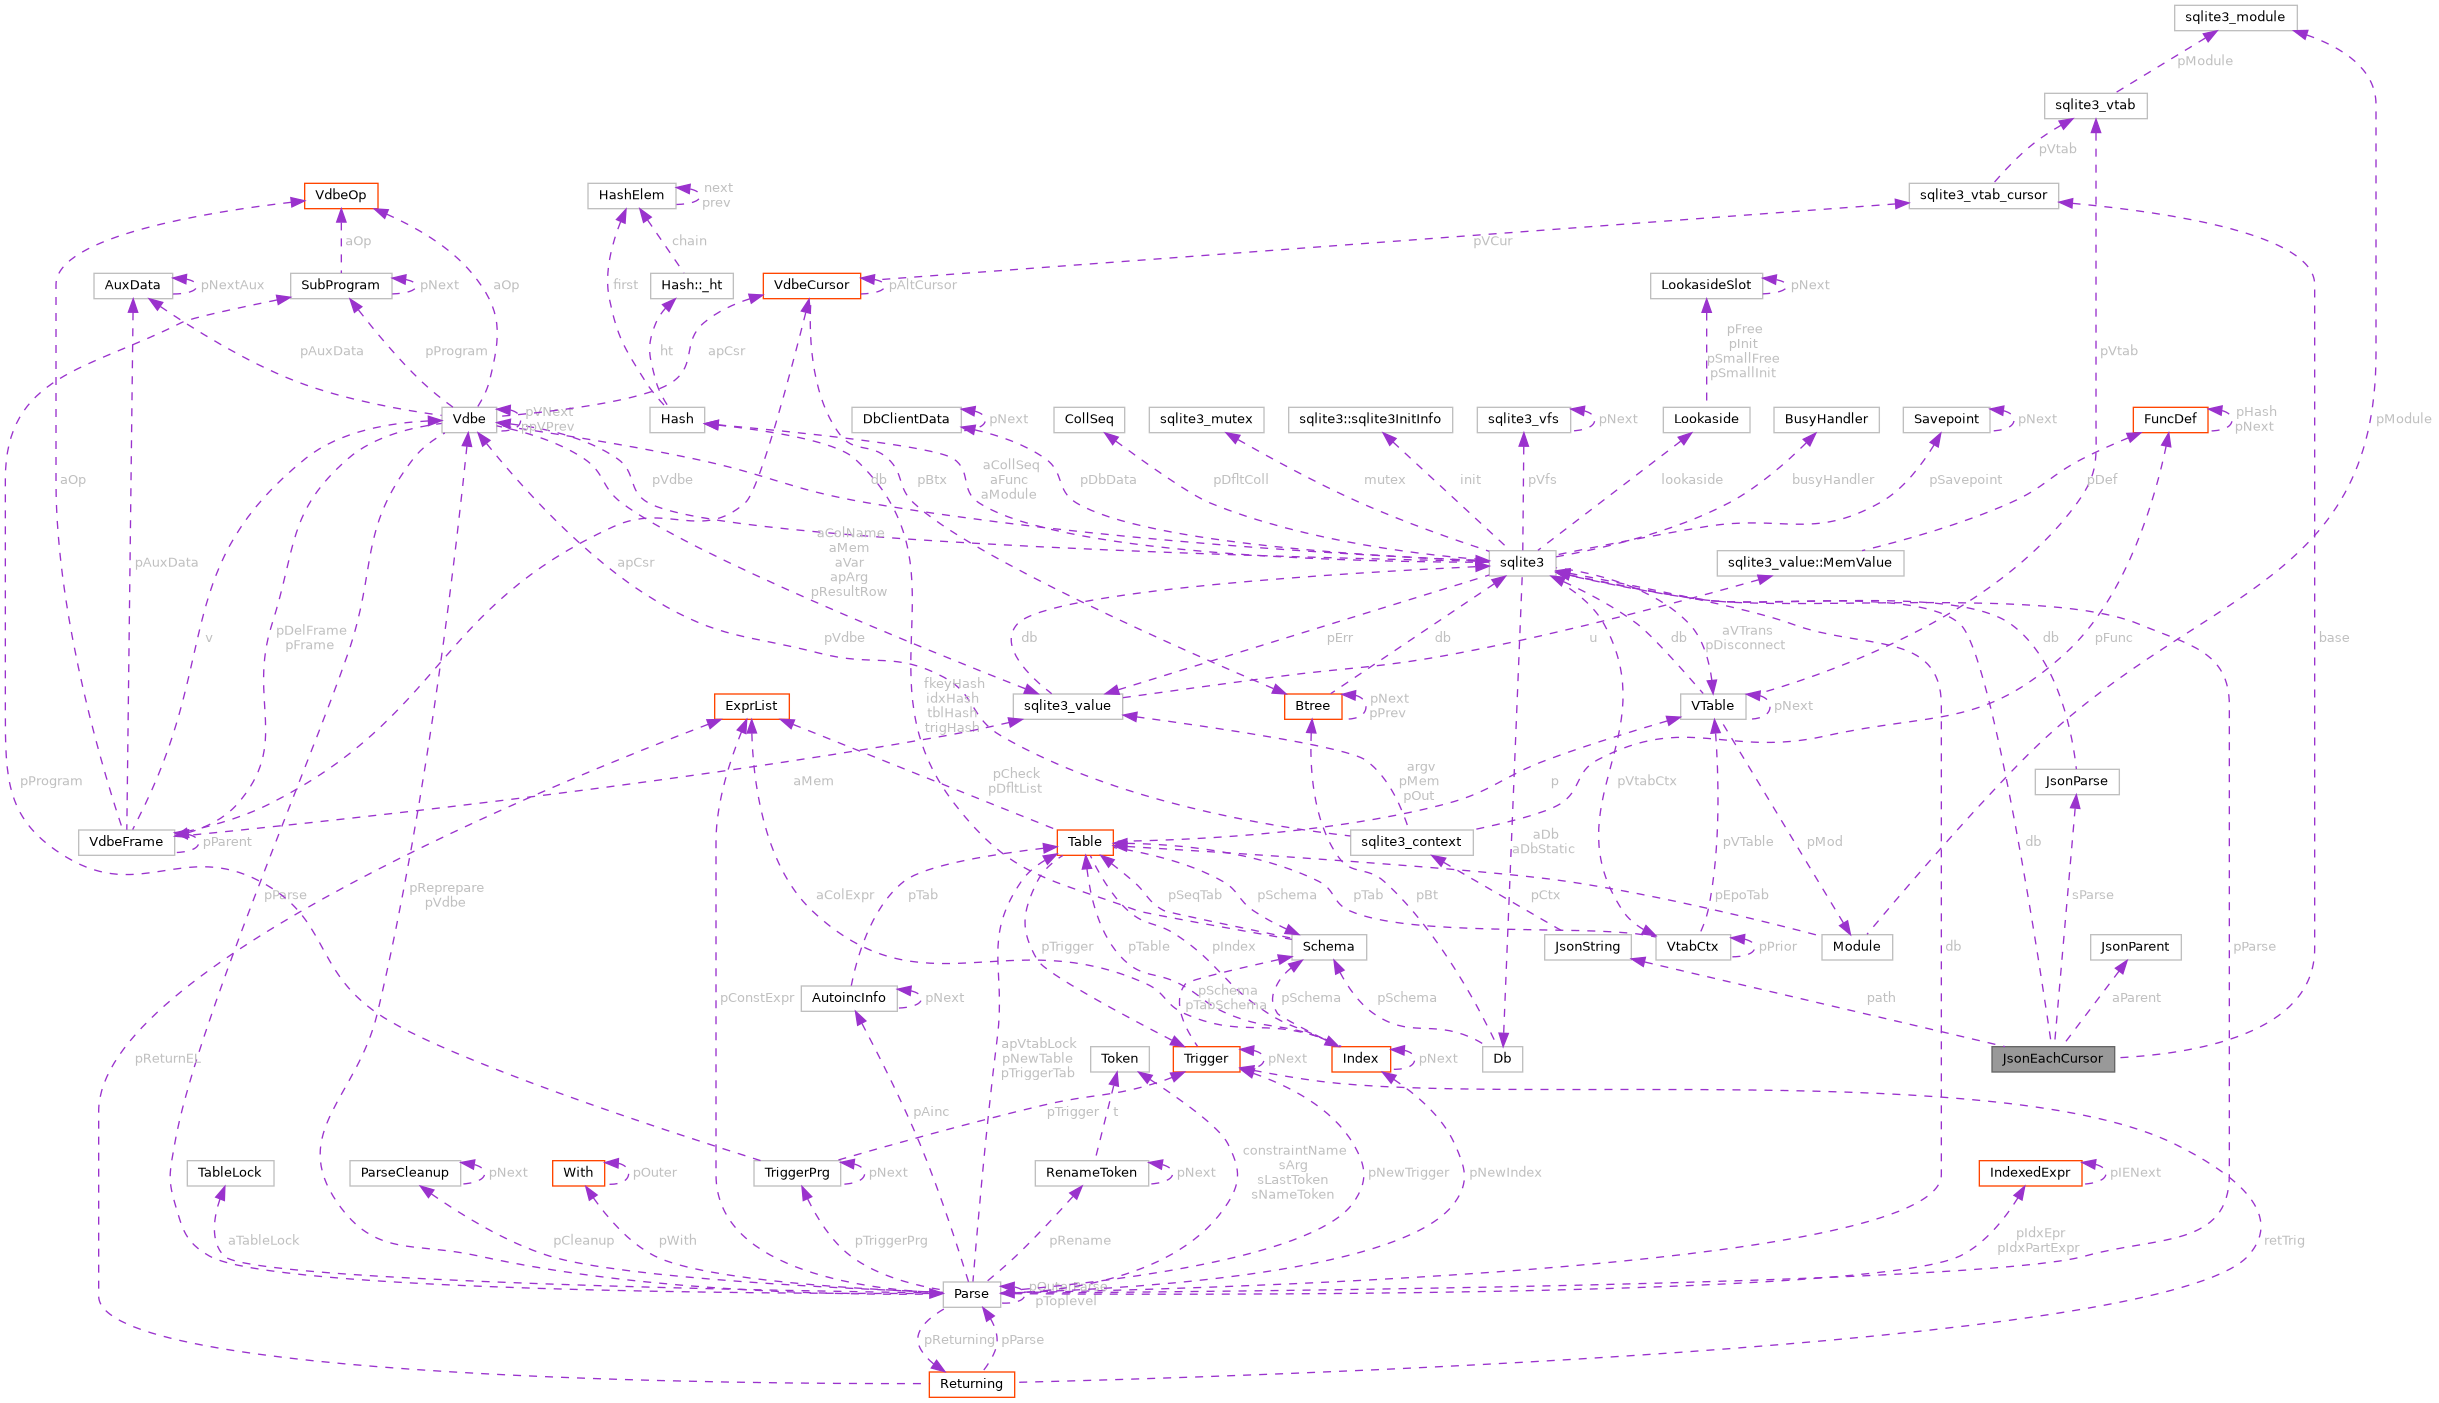 sqlite3_module
pModule
sqlite3_vtab
pVtab
VdbeOp
HashElem
next
prev
sqlite3_vtab_cursor
aOp
chain
pVCur
AuxData
pNextAux
SubProgram
pNext
aOp
first
Hash::_ht
VdbeCursor
pAltCursor
LookasideSlot
pNext
pFree
pInit
pSmallFree
pSmallInit
pAuxData
pProgram
ht
apCsr
pVtab
Vdbe
pVNext
ppVPrev
Hash
DbClientData
pNext
CollSeq
sqlite3_mutex
sqlite3::sqlite3InitInfo
sqlite3_vfs
pNext
Lookaside
BusyHandler
Savepoint
pNext
FuncDef
pHash
pNext
pModule
aOp
pVdbe
db
pBtx
aCollSeq
aFunc
aModule
pDbData
pDfltColl
mutex
init
pVfs
lookaside
busyHandler
pSavepoint
pDef
pAuxData
apCsr
aColName
aMem
aVar
apArg
pResultRow
sqlite3
sqlite3_value::MemValue
v
pDelFrame
pFrame
pVdbe
db
pErr
db
u
db
aVTrans
pDisconnect
db
pFunc
base
ExprList
fkeyHash
idxHash
tblHash
trigHash
sqlite3_value
Btree
pNext
pPrev
VTable
pNext
pProgram
aMem
pCheck
pDfltList
argv
pMem
pOut
p
pVtabCtx
JsonParse
VdbeFrame
pParent
Table
sqlite3_context
aDb
aDbStatic
pVTable
pMod
db
pParse
pReprepare
pVdbe
aColExpr
pTab
pSeqTab
pSchema
pTab
pBt
pCtx
pEpoTab
sParse
pTrigger
pTable
pIndex
Schema
JsonString
VtabCtx
pPrior
Module
db
JsonParent
pParse
pConstExpr
AutoincInfo
pNext
pSchema
pTabSchema
pSchema
pSchema
path
aParent
pReturnEL
apVtabLock
pNewTable
pTriggerTab
Token
Trigger
pNext
Index
pNext
Db
JsonEachCursor
pAinc
pTrigger
t
TableLock
ParseCleanup
pNext
With
pOuter
TriggerPrg
pNext
RenameToken
pNext
constraintName
sArg
sLastToken
sNameToken
pNewTrigger
pNewIndex
IndexedExpr
pIENext
aTableLock
pCleanup
pWith
pTriggerPrg
pRename
pIdxEpr
pIdxPartExpr
retTrig
Parse
pOuterParse
pToplevel
pReturning
pParse
Returning